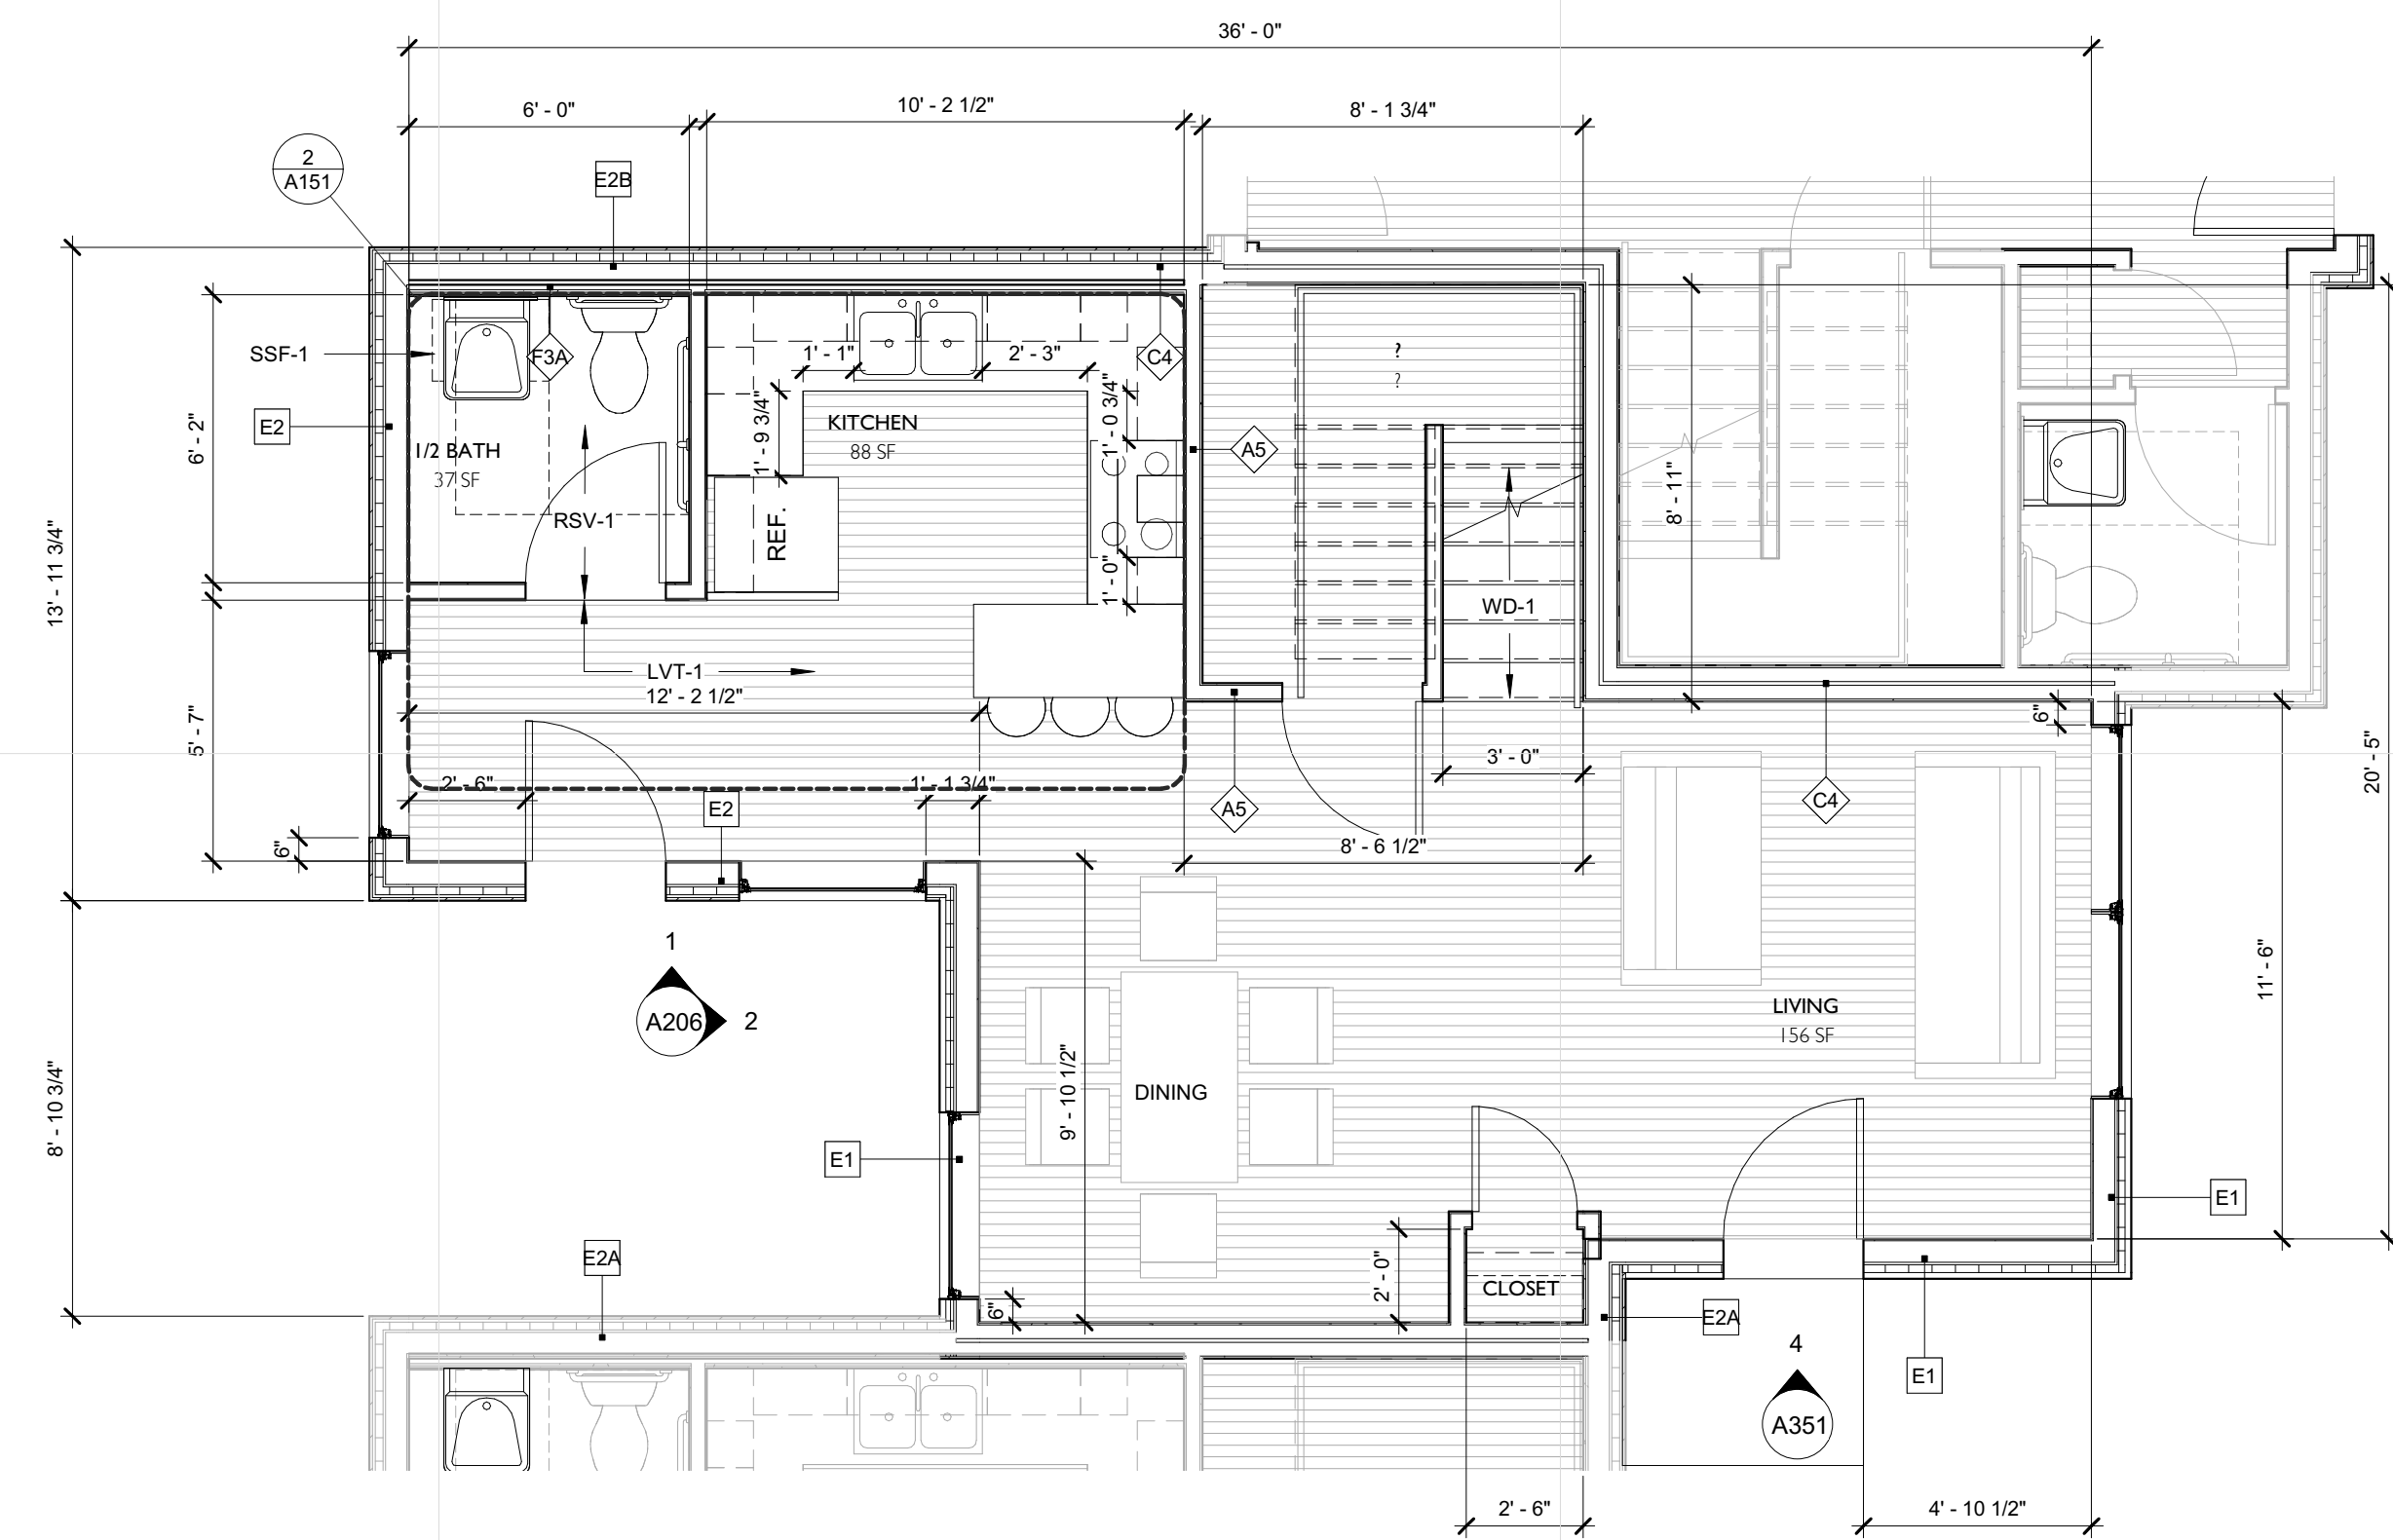 36' - 0"
6' - 0"
10' - 2 1/2"
8' - 1 3/4"
2
A151
E2B
SSF-1
F3A
1' - 1"
2' - 3"
C4
?
?
E2
6' - 2"
1/2 BATH
37 SF
KITCHEN
88 SF
1' - 9 3/4"
1' - 0 3/4"
A5
8' - 11"
RSV-1
REF.
13' - 11 3/4"
1' - 0"
WD-1
LVT-1
12' - 2 1/2"
5' - 7"
6"
3' - 0"
20' - 5"
2' - 6"
1' - 1 3/4"
E2
A5
C4
6"
8' - 6 1/2"
1
A206
2
11' - 6"
LIVING
156 SF
8' - 10 3/4"
9' - 10 1/2"
DINING
E1
E1
E2A
2' - 0"
CLOSET
6"
E2A
4
A351
E1
2' - 6"
4' - 10 1/2"